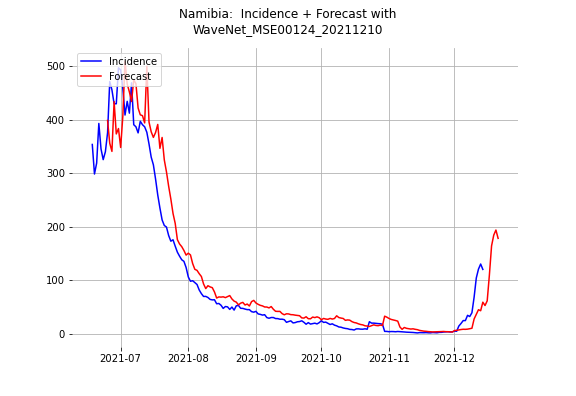 Namibia:  Incidence + Forecast with
WaveNet_MSE00124_20211210
Incidence
Forecast
500
400
300
200
100
0
2021-07 2021-08 2021-09 2021-10 2021-11 2021-12